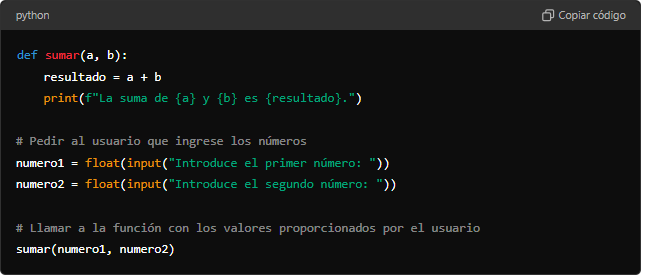 python
Copiar código
def sumar(a, b):
    resultado = a + b
    print(f"La suma de {a} y {b} es {resultado}.")
# Pedir al usuario que ingrese los números
numero1 = float(input("Introduce el primer número: "))
numero2 = float(input("Introduce el segundo número: "))
# Llamar a la función con los valores proporcionados por el usuario
sumar(numero1, numero2)